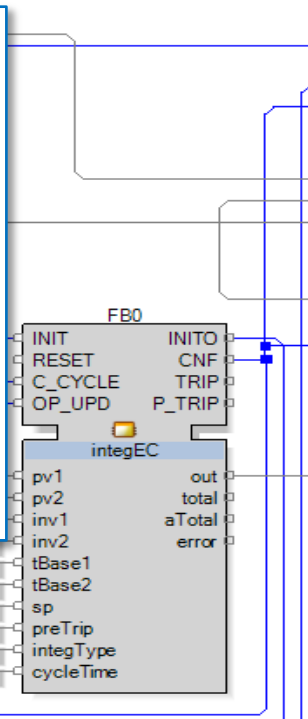 FB0
INIT INITO
RESET CNF
C_CYCLE TRIP
OP_UPD P_TRIP
integEC
pv1 out
pv2 total
inv1 aTotal
inv2 error
tBase1
tBase2
sp
preTrip
integType
cycleTime